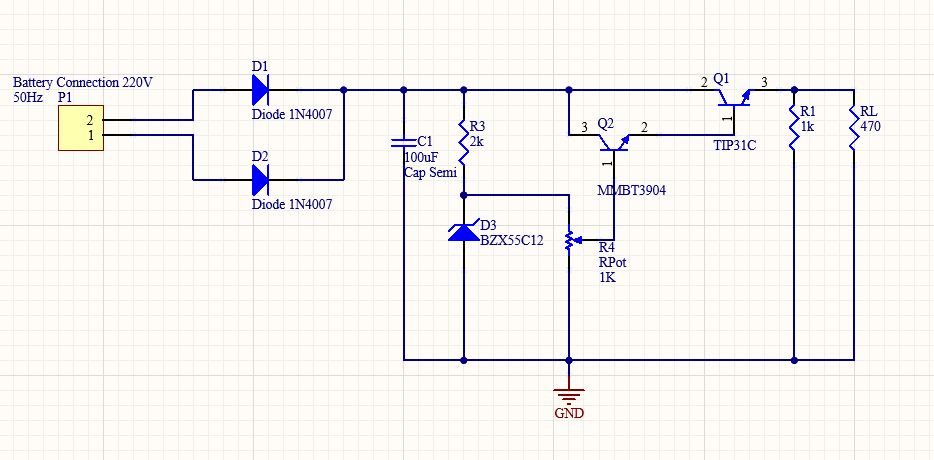 Battery Connection 220V
50Hz
P1
2
1
D1
Diode 1N4007
D2
Diode 1N4007
C1
100uF
Cap Semi
R3
2k
D3
BZX55C12
3
Q2
2
1
MMBT3904
R4
RPot
1K
2
Q1
3
1
TIP31C
R1
1k
RL
470
GND